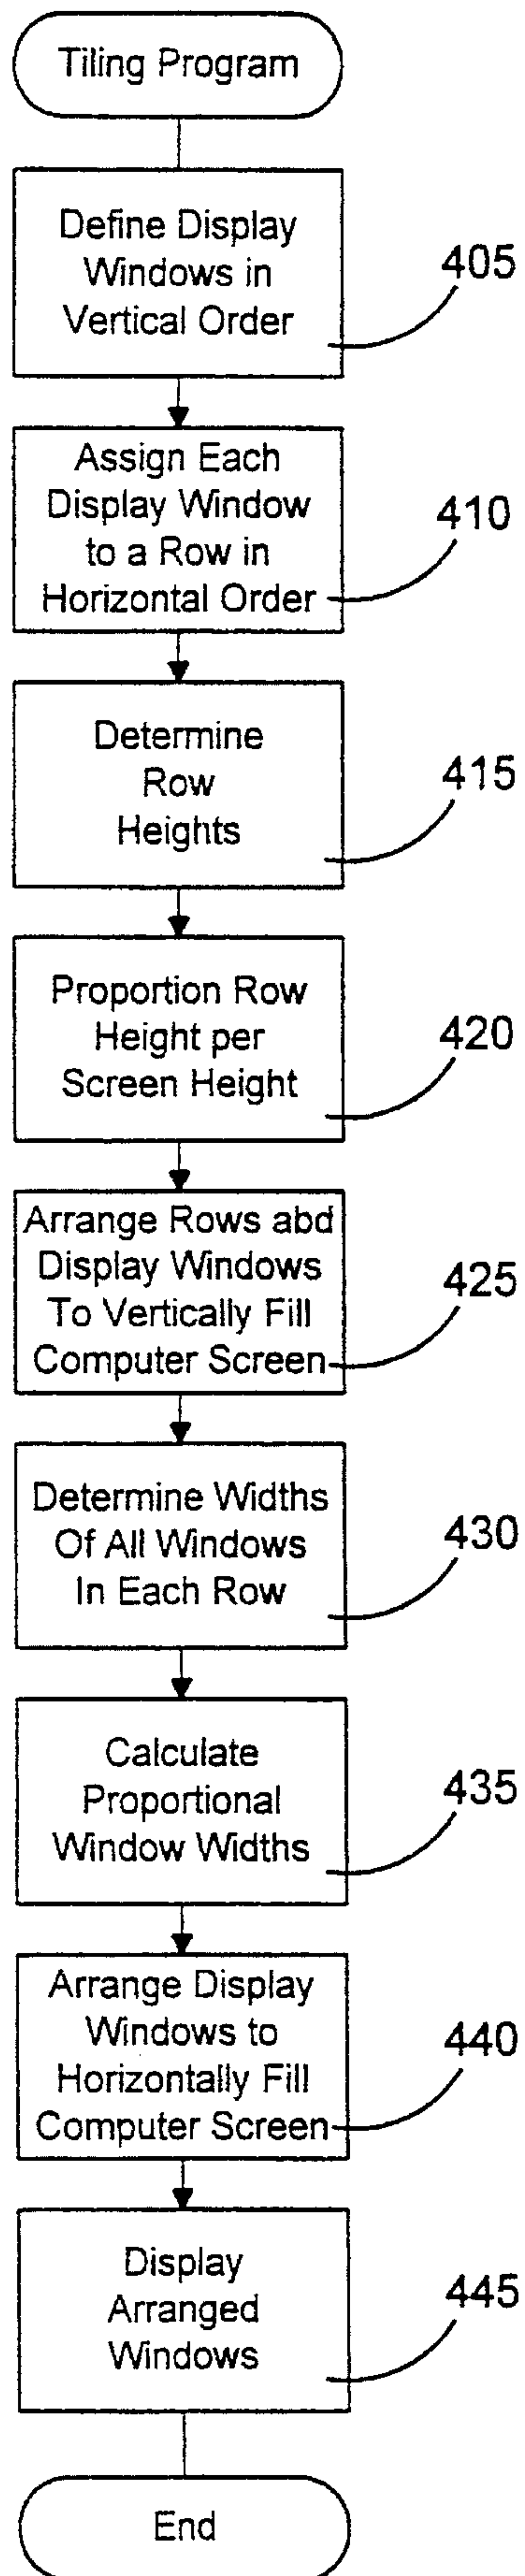 Tiling Program
Define Display
Windows in
Vertical Order
405
Assign Each
Display Window
to a Row in
Horizontal Order
410
Determine
Row
Heights
415
Proportion Row
Height per
Screen Height
420
Arrange Rows abd
Display Windows
To Vertically Fill
Computer Screen
425
Determine Widths
Of All Windows
In Each Row
430
Calculate
Proportional
Window Widths
435
Arrange Display
Windows to
Horizontally Fill
Computer Screen
440
Display
Arranged
Windows
445
End